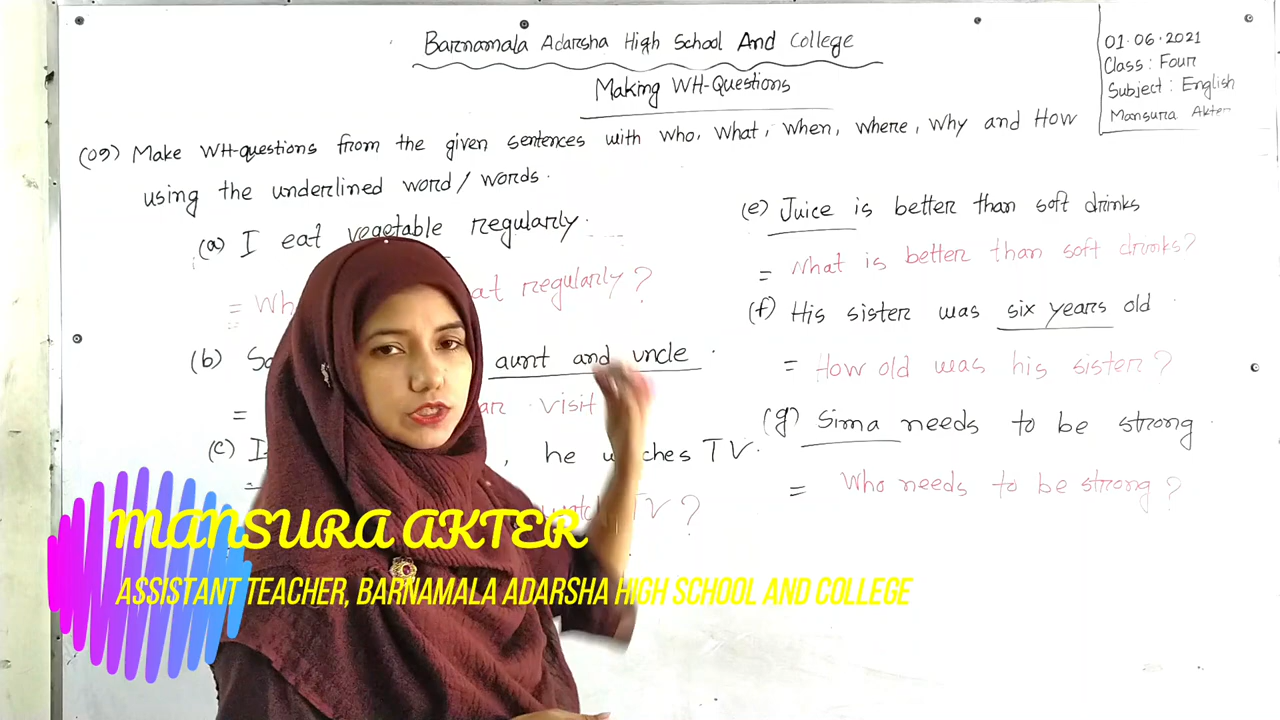 Barnamala Adarsha High School And College
Making WH-Questions
01.06.2021
Class : Four
Subject : English
Mansura Akter
(09) Make WH-questions from the given sentences with who, what, when, where, why and How
using the underlined word/words.
(a) I eat vegetable regularly.
= eat regularly?
(b) aunt and uncle.
= visit
(c) , he watches TV.
watch TV?
(e) Juice is better than soft drinks
= What is better than soft drinks?
(f) His sister was six years old
= How old was his sister?
(g) Sima needs to be strong.
= Who needs to be strong?
MANSURA AKTER
ASSISTANT TEACHER, BARNAMALA ADARSHA HIGH SCHOOL AND COLLEGE